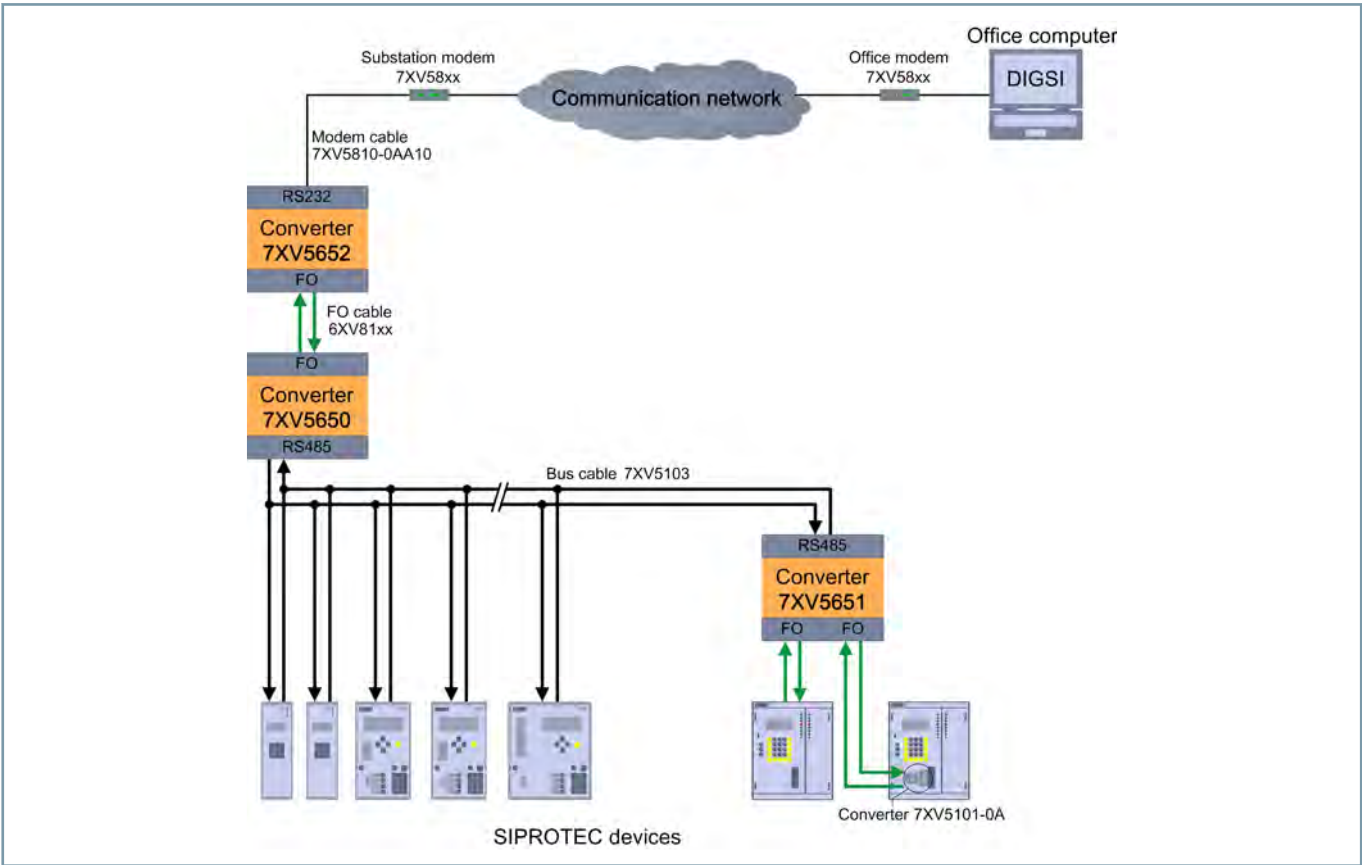 Office computer
Substation modem
7XV58xx
Office modem
7XV58xx
DIGSI
Communication network
Modem cable
7XV5810-0AA10
RS232
Converter
7XV5652
FO
FO cable
6XV81xx
FO
Converter
7XV5650
RS485
Bus cable 7XV5103
RS485
Converter
7XV5651
FO FO
Converter 7XV5101-0A
SIPROTEC devices